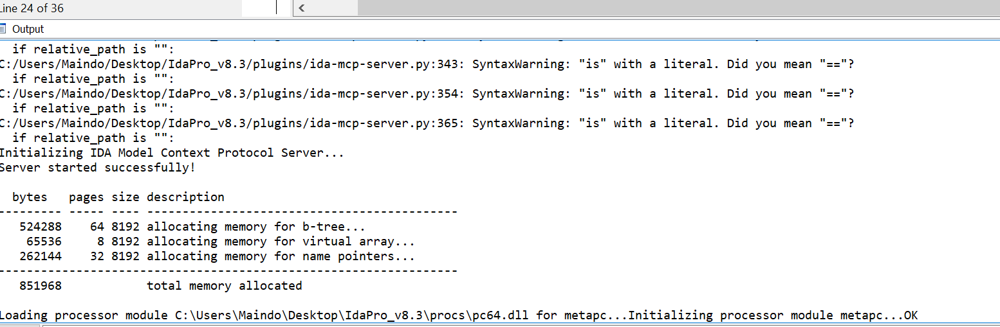 Line 24 of 36
Output
if relative_path is "":
C:/Users/Maindo/Desktop/IdaPro_v8.3/plugins/ida-mcp-server.py:343: SyntaxWarning: "is" with a literal. Did you mean "=="?
if relative_path is "":
C:/Users/Maindo/Desktop/IdaPro_v8.3/plugins/ida-mcp-server.py:354: SyntaxWarning: "is" with a literal. Did you mean "=="?
if relative_path is "":
C:/Users/Maindo/Desktop/IdaPro_v8.3/plugins/ida-mcp-server.py:365: SyntaxWarning: "is" with a literal. Did you mean "=="?
if relative_path is "":
Initializing IDA Model Context Protocol Server...
Server started successfully!
bytes   pages size description
--------- ----- ---- --------------------------------------------
524288    64 8192 allocating memory for b-tree...
65536     8 8192 allocating memory for virtual array...
262144    32 8192 allocating memory for name pointers...
-----------------------------------------------------------------
851968            total memory allocated
Loading processor module C:\Users\Maindo\Desktop\IdaPro_v8.3\procs\pc64.dll for metapc...Initializing processor module metapc...OK